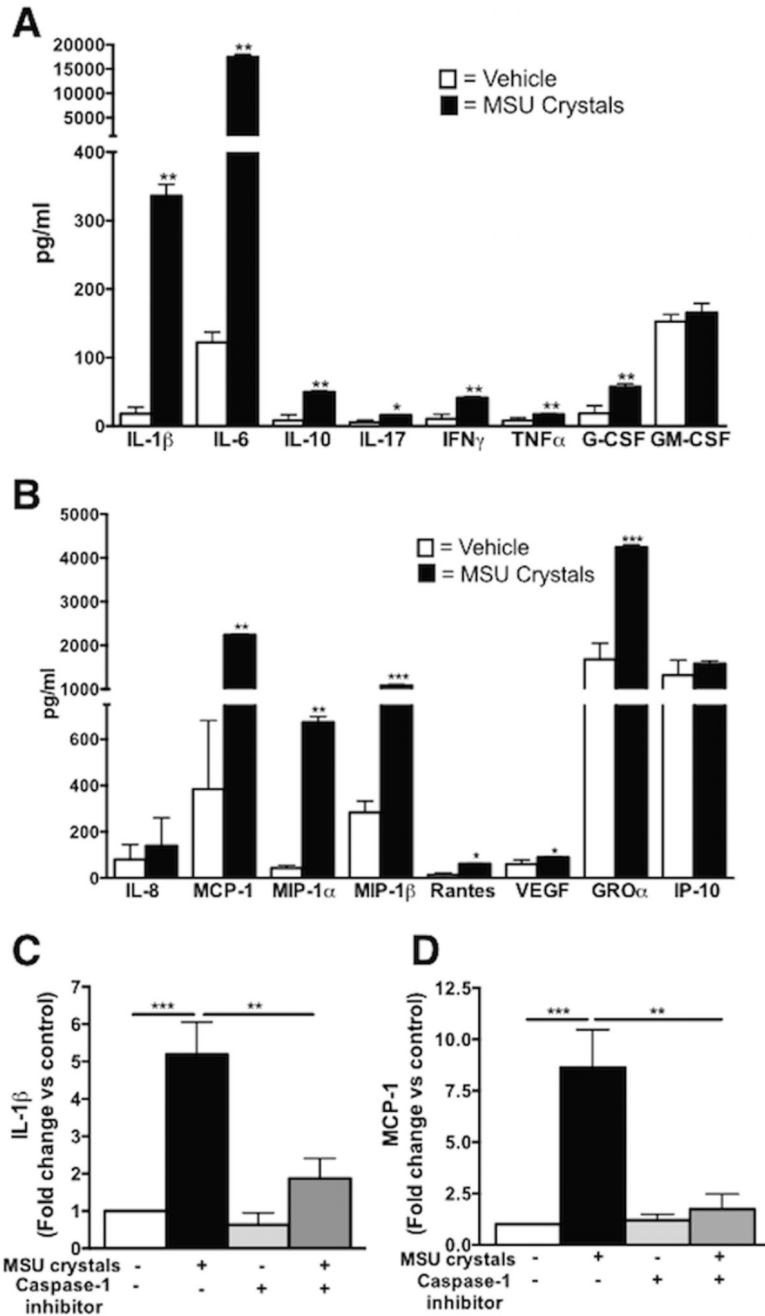 A
20000
15000
10000
5000
400
300
200
100
0
pg/ml
= Vehicle
= MSU Crystals
** ** ** * ** ** **
IL-1β IL-6 IL-10 IL-17 IFNγ TNFα G-CSF GM-CSF
B
5000
4000
3000
2000
1000
600
400
200
0
pg/ml
= Vehicle
= MSU Crystals
** ** *** * * ***
IL-8 MCP-1 MIP-1α MIP-1β Rantes VEGF GROα IP-10
C
7
6
5
4
3
2
1
0
IL-1β
(Fold change vs control)
*** **
MSU crystals - + - +
Caspase-1 - - + +
inhibitor
D
12.5
10.0
7.5
5.0
2.5
0.0
MCP-1
(Fold change vs control)
*** **
MSU crystals - + - +
Caspase-1 - - + +
inhibitor